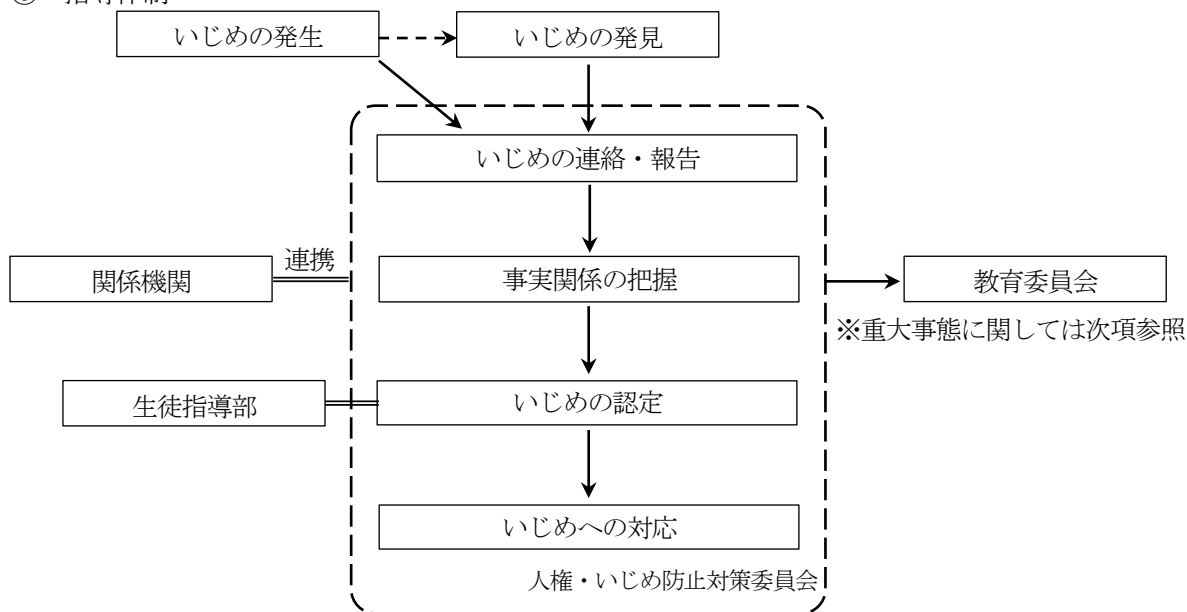 いじめの発生
いじめの発見
いじめの連絡・報告
連携
関係機関
事実関係の把握
教育委員会
※重大事態に関しては次項参照
生徒指導部
いじめの認定
いじめへの対応
人権・いじめ防止対策委員会